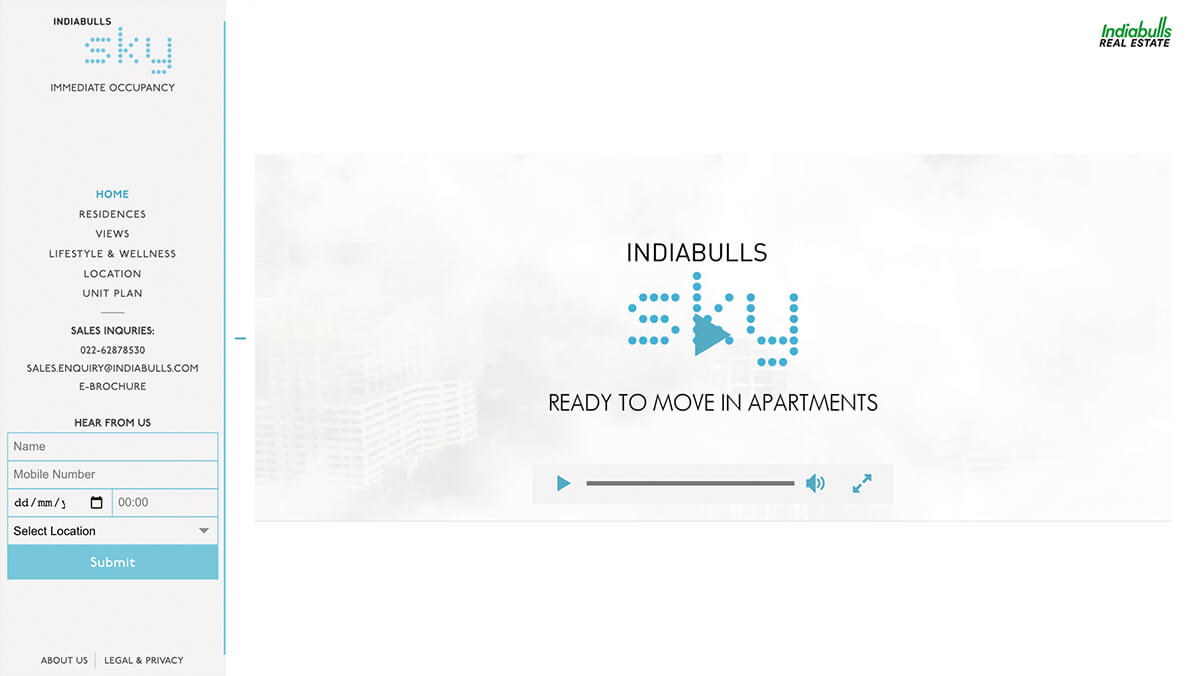 INDIABULLS
sky
IMMEDIATE OCCUPANCY
HOME
RESIDENCES
VIEWS
LIFESTYLE & WELLNESS
LOCATION
UNIT PLAN
SALES INQURIES:
022-62878530
SALES.ENQUIRY@INDIABULLS.COM
E-BROCHURE
HEAR FROM US
Name
Mobile Number
dd/mm/y
00:00
Select Location
Submit
ABOUT US
LEGAL & PRIVACY
Indiabulls
REAL ESTATE
INDIABULLS
sky
READY TO MOVE IN APARTMENTS